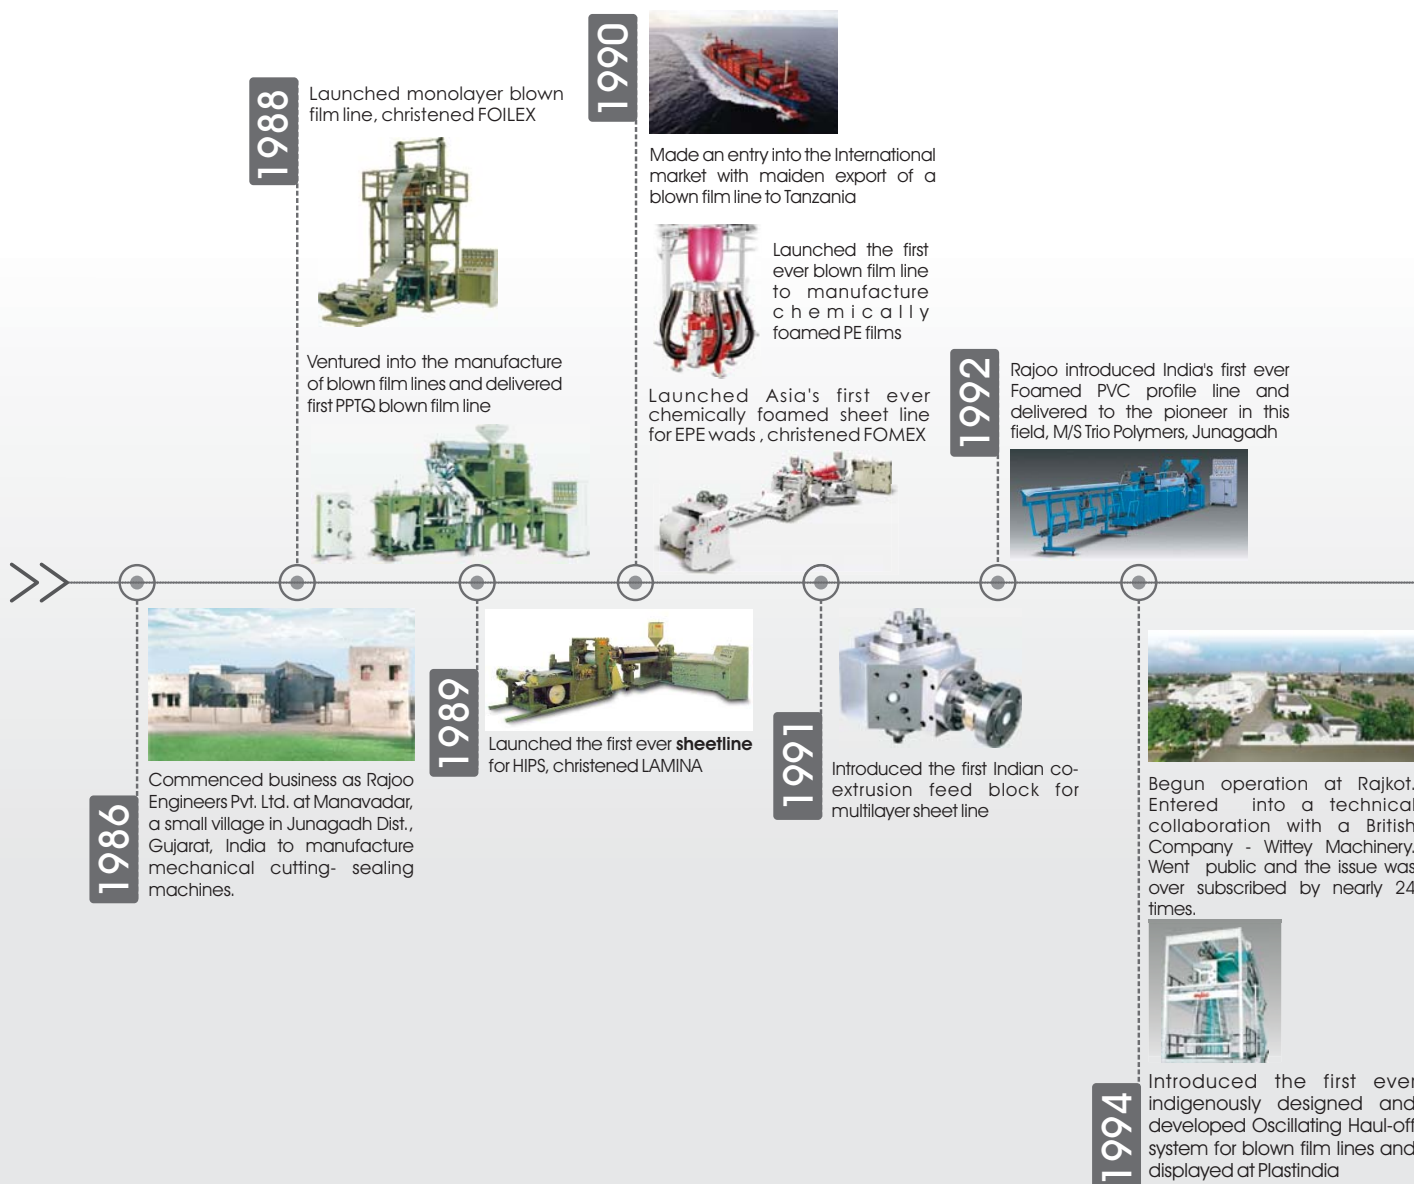 1986
Commenced business as Rajoo
Engineers Pvt. Ltd. at Manavadar,
a small village in Junagadh Dist.,
Gujarat, India to manufacture
mechanical cutting- sealing
machines.
1988
Launched monolayer blown
film line, christened FOILEX
Ventured into the manufacture
of blown film lines and delivered
first PPTQ blown film line
1989
Launched the first ever sheetline
for HIPS, christened LAMINA
1990
Made an entry into the International
market with maiden export of a
blown film line to Tanzania
Launched the first
ever blown film line
to manufacture
chemically
foamed PE films
Launched Asia's first ever
chemically foamed sheet line
for EPE wads , christened FOMEX
1991
Introduced the first Indian co-
extrusion feed block for
multilayer sheet line
1992
Rajoo introduced India's first ever
Foamed PVC profile line and
delivered to the pioneer in this
field, M/S Trio Polymers, Junagadh
1994
Begun operation at Rajkot.
Entered into a technical
collaboration with a British
Company - Wittey Machinery.
Went public and the issue was
over subscribed by nearly 24
times.
Introduced the first ever
indigenously designed and
developed Oscillating Haul-off
system for blown film lines and
displayed at Plastindia